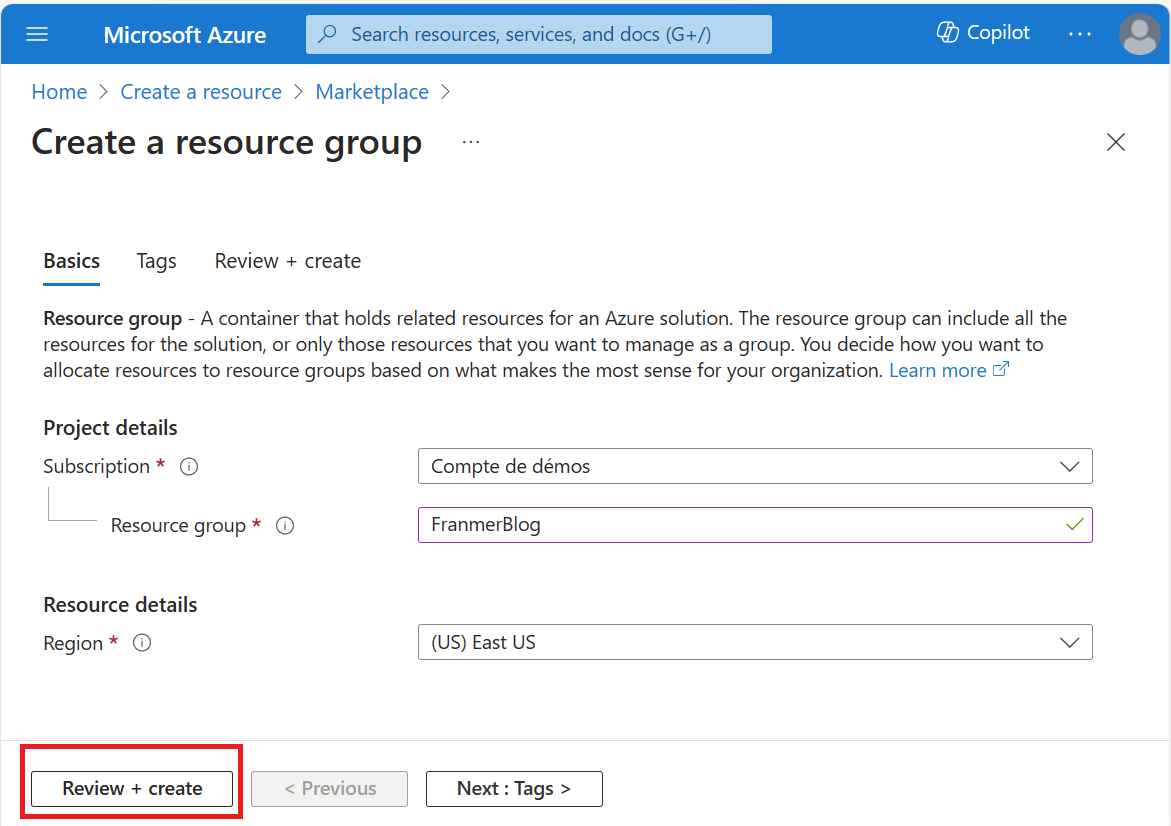 Microsoft Azure
Search resources, services, and docs (G+/)
Copilot
...
Home > Create a resource > Marketplace >
Create a resource group ...
Basics Tags Review + create
Resource group - A container that holds related resources for an Azure solution. The resource group can include all the
resources for the solution, or only those resources that you want to manage as a group. You decide how you want to
allocate resources to resource groups based on what makes the most sense for your organization. Learn more
Project details
Subscription *
Compte de démos
Resource group *
FranmerBlog
Resource details
Region *
(US) East US
Review + create
< Previous
Next : Tags >